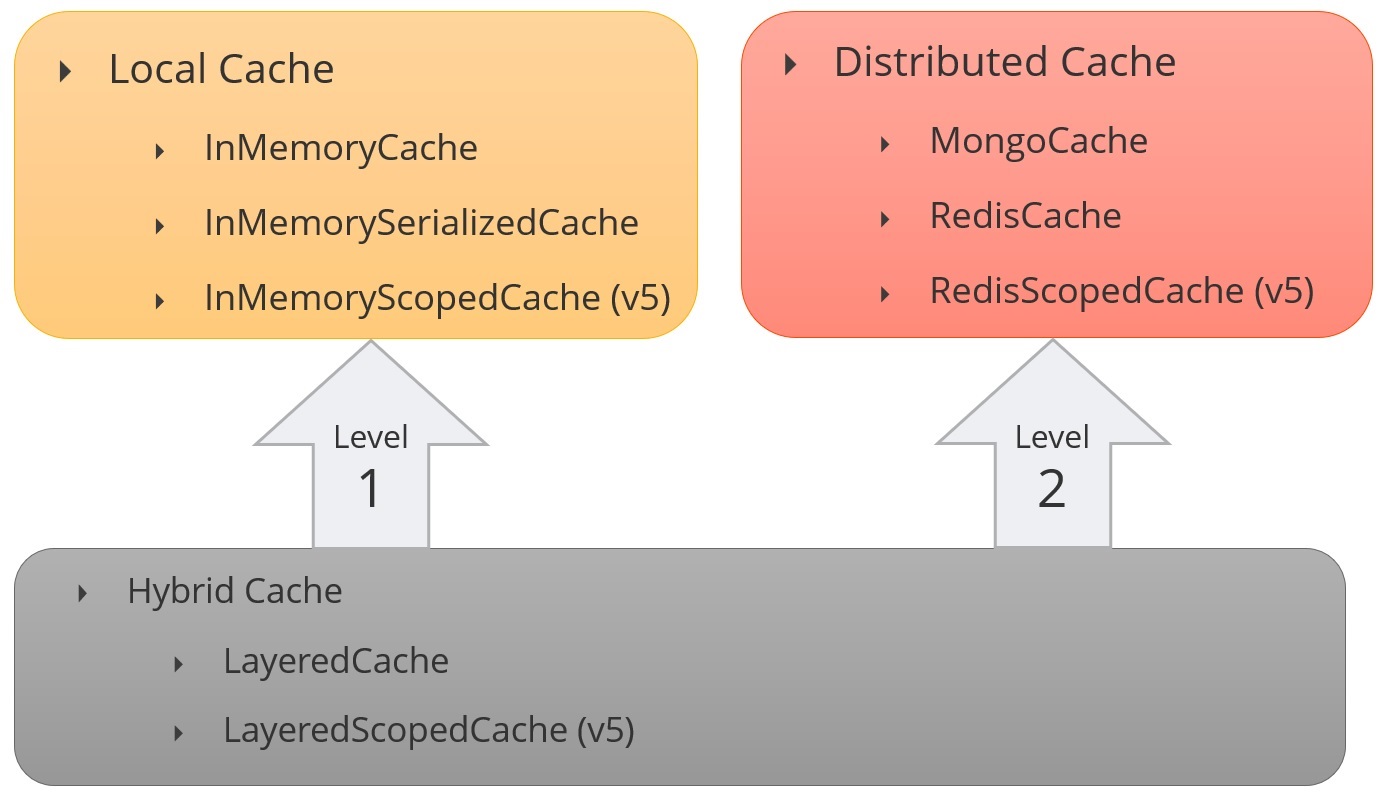 Local Cache
InMemoryCache
InMemorySerializedCache
InMemoryScopedCache (v5)
Distributed Cache
MongoCache
RedisCache
RedisScopedCache (v5)
Level
1
Level
2
Hybrid Cache
LayeredCache
LayeredScopedCache (v5)